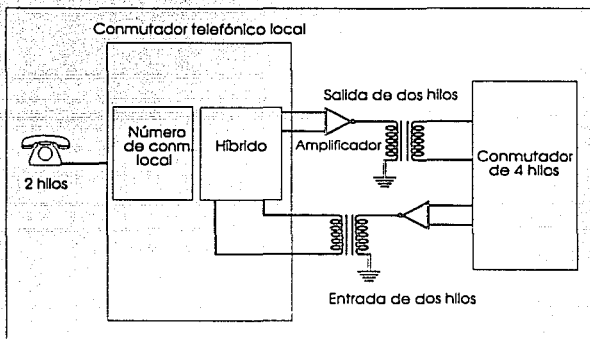 Conmutador telefónico local
Salida de dos hilos
Número
de conm.
local
Híbrido
Amplificador
Conmutador
de 4 hilos
2 hilos
Entrada de dos hilos